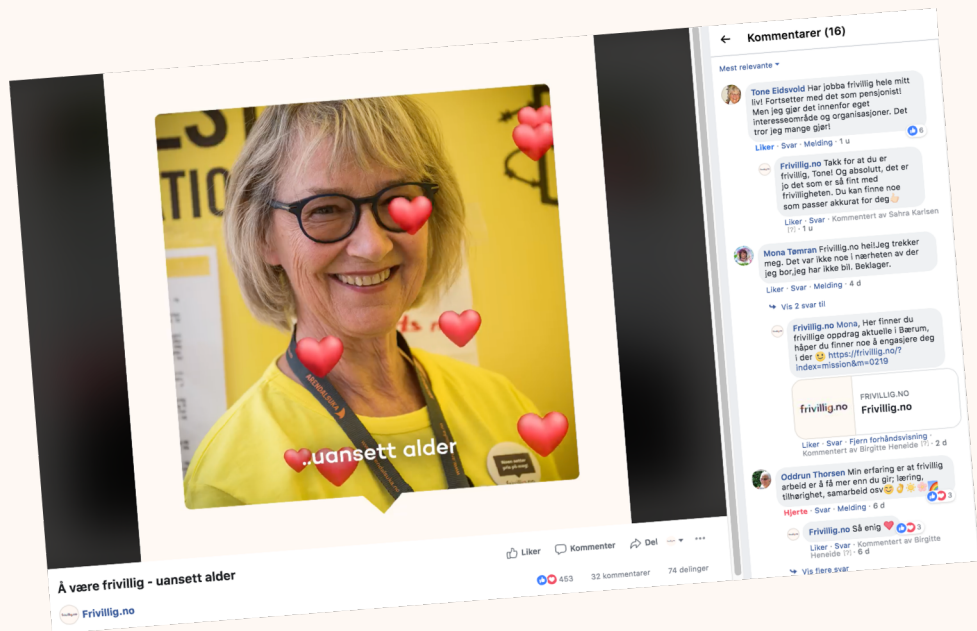 ARENDALSUKA
..uansett alder
Liker
Kommenter
Del
Å være frivillig - uansett alder
453
32 kommentarer
74 delinger
Frivillig.no
Kommentarer (16)
Mest relevante
Tone Eidsvold Har jobba frivillig hele mitt
liv! Fortsetter med det som pensjonist!
Men jeg gjør det innenfor eget
interesseområde og organisasjoner. Det
tror jeg mange gjør!
6
Liker · Svar · Melding · 1 u
Frivillig.no Takk for at du er
frivillig, Tone! Og absolutt, det er
jo det som er så fint med
frivilligheten. Du kan finne noe
som passer akkurat for deg
Liker · Svar · Kommentert av Sahra Karlsen
[?] · 1 u
Mona Tømran Frivillig.no hei!Jeg trekker
meg. Det var ikke noe i nærheten av der
jeg bor,jeg har ikke bil. Beklager.
Liker · Svar · Melding · 4 d
Vis 2 svar til
Frivillig.no Mona, Her finner du
frivillige oppdrag aktuelle i Bærum,
håper du finner noe å engasjere deg
i der 😉 https://frivillig.no/?
index=mission&m=0219
frivillig.no
FRIVILLIG.NO
Frivillig.no
Liker · Svar · Fjern forhåndsvisning ·
Kommentert av Birgitte Heneide [?] · 2 d
Oddrun Thorsen Min erfaring er at frivillig
arbeid er å få mer enn du gir; læring,
tilhørighet, samarbeid osv
3
Hjerte · Svar · Melding · 6 d
Frivillig.no Så enig ❤ 3
Liker · Svar · Kommentert av Birgitte
Heneide [?] · 6 d
Vis flere svar